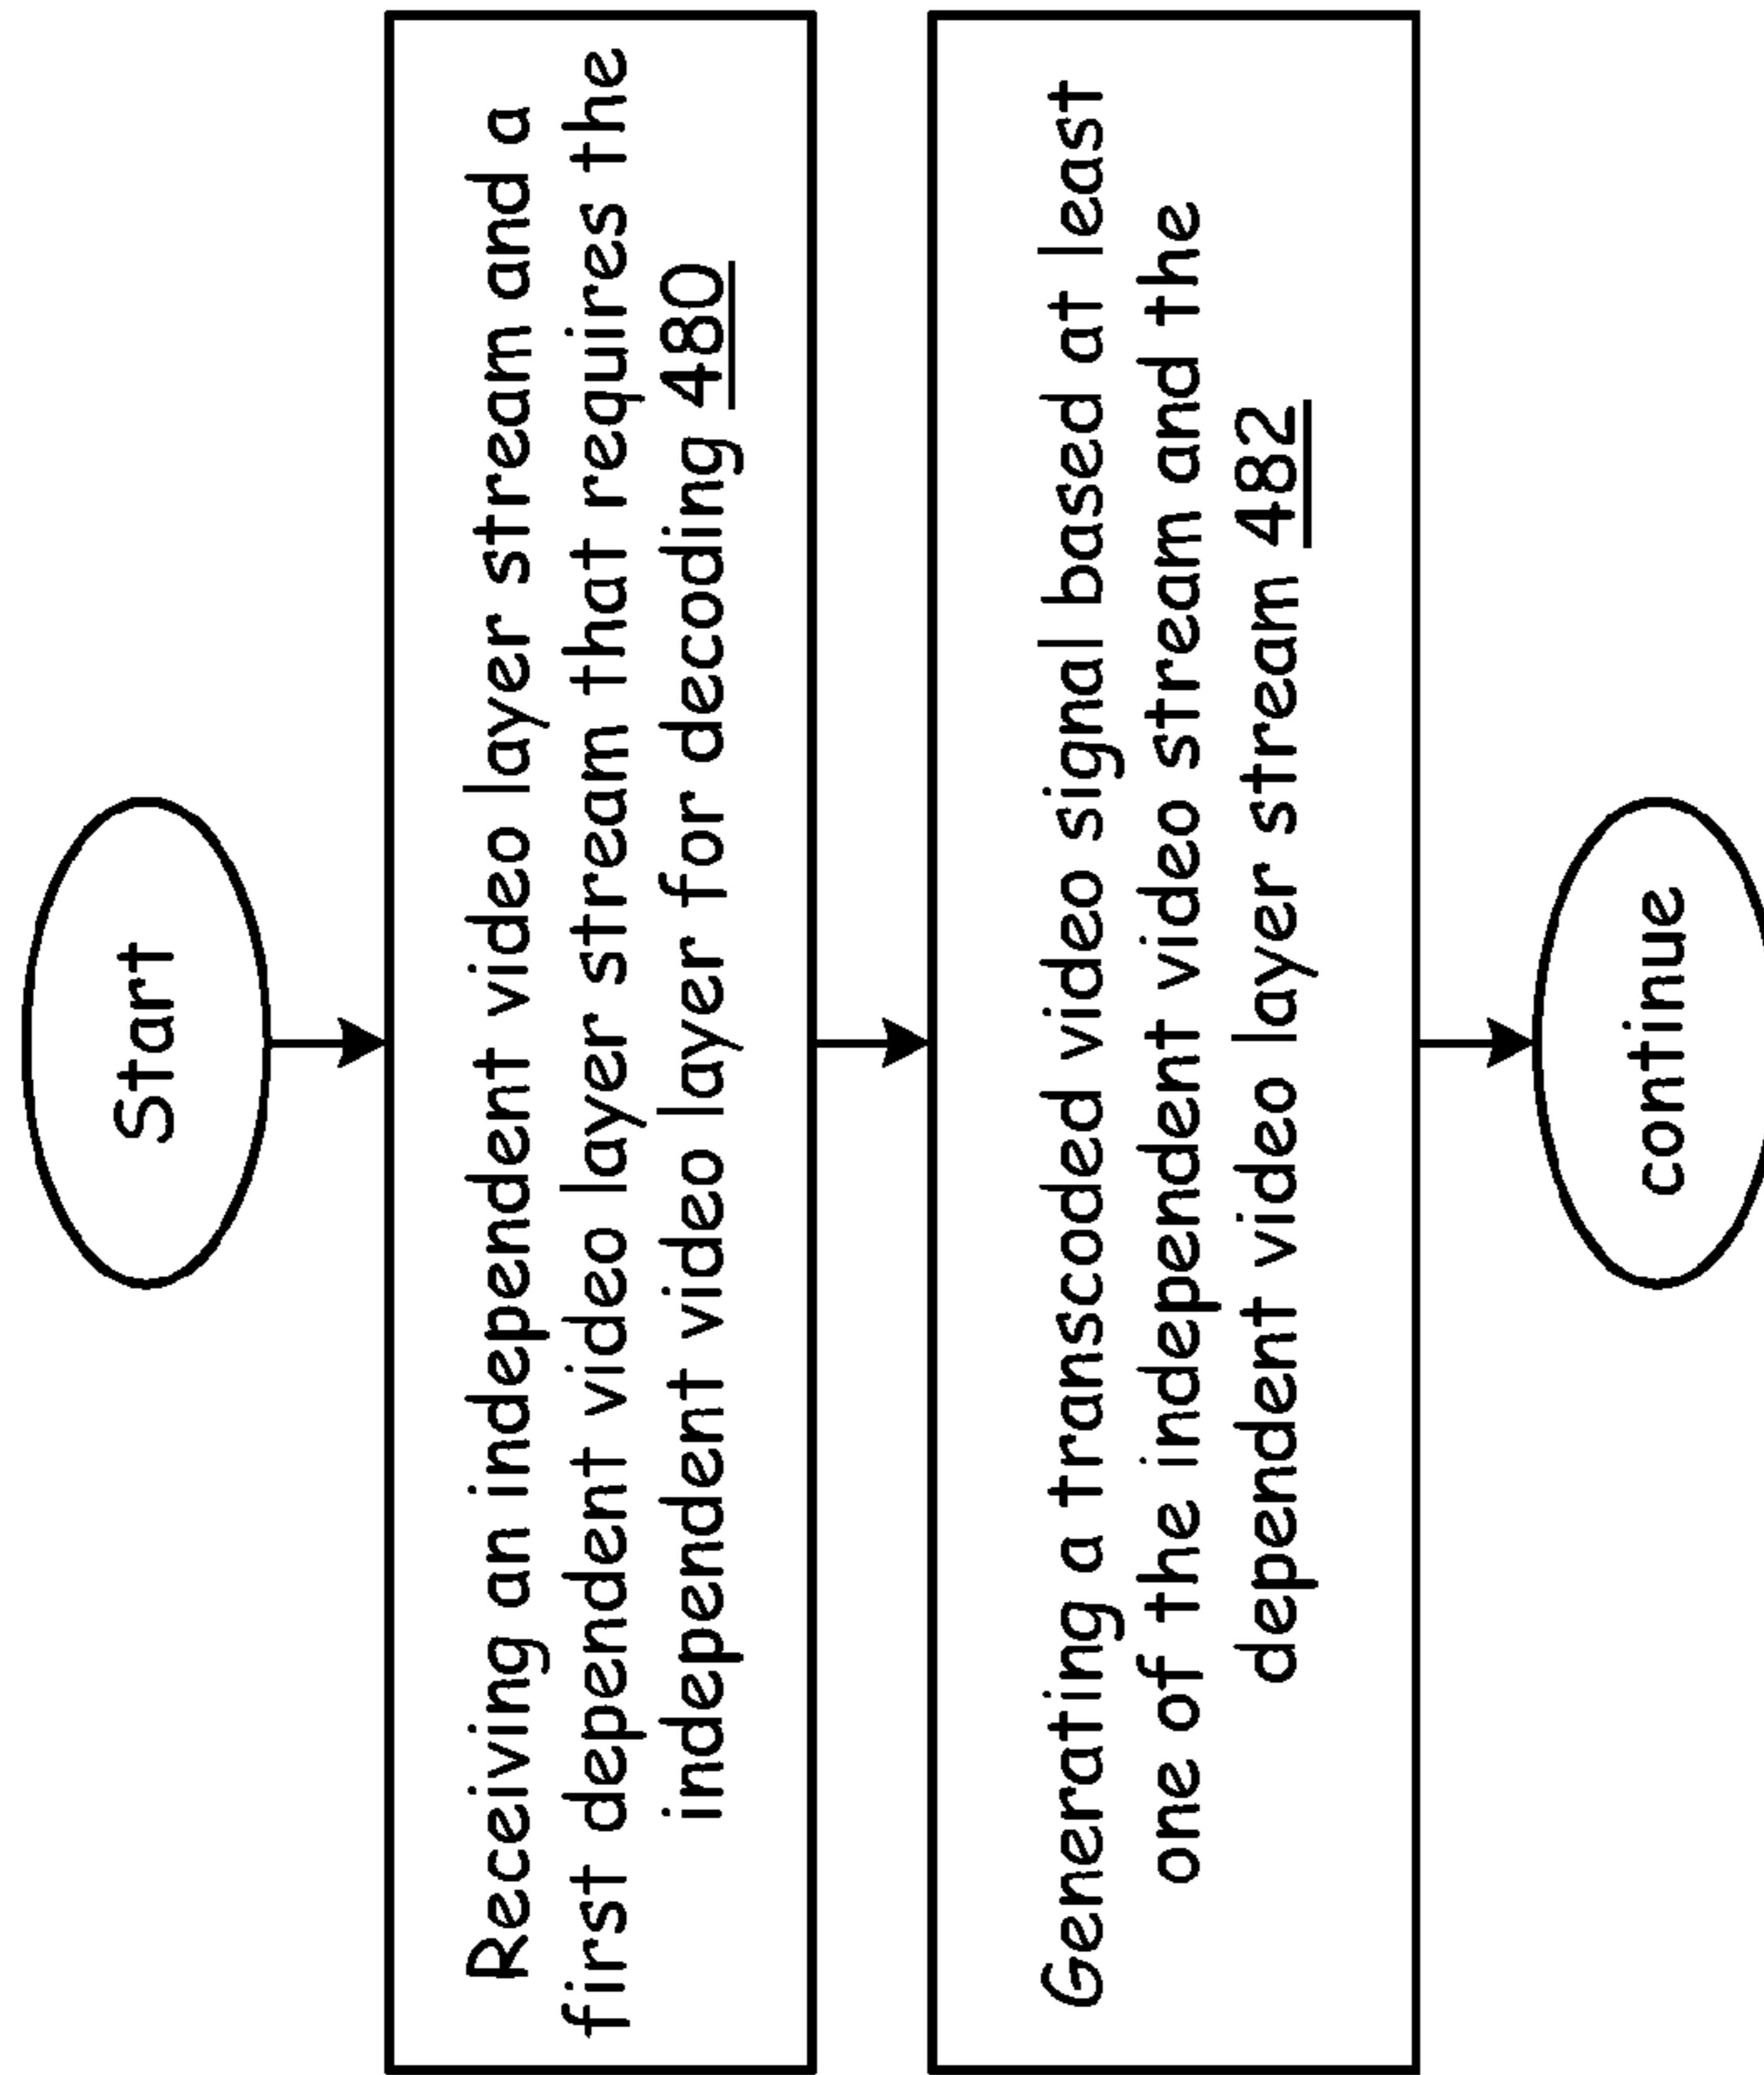 Start
Receiving an independent video layer stream and a
first dependent video layer stream that requires the
independent video layer for decoding 480
Generating a transcoded video signal based at least
one of the independent video stream and the
dependent video layer stream 482
continue